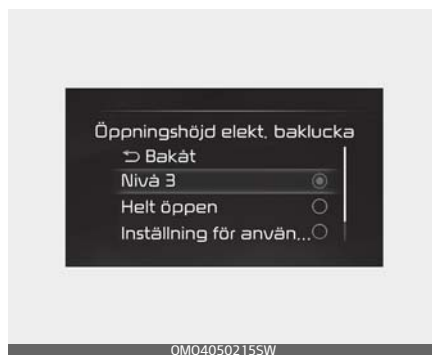 Öppningshöjd elekt. baklucka
Bakåt
Nivå 3
Helt öppen
Inställning för använ...
OMO4050215SW